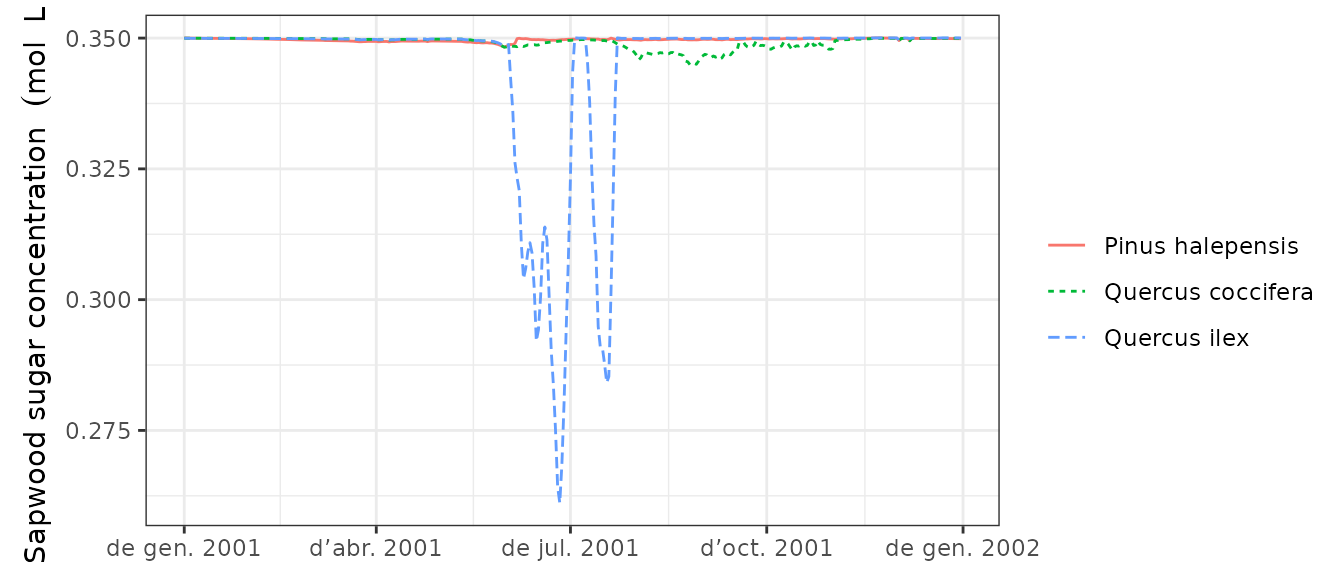 Sapwood sugar concentration (mol L
0.350
0.325
0.300
0.275
de gen. 2001
d’abr. 2001
de jul. 2001
d’oct. 2001
de gen. 2002
Pinus halepensis
Quercus coccifera
Quercus ilex